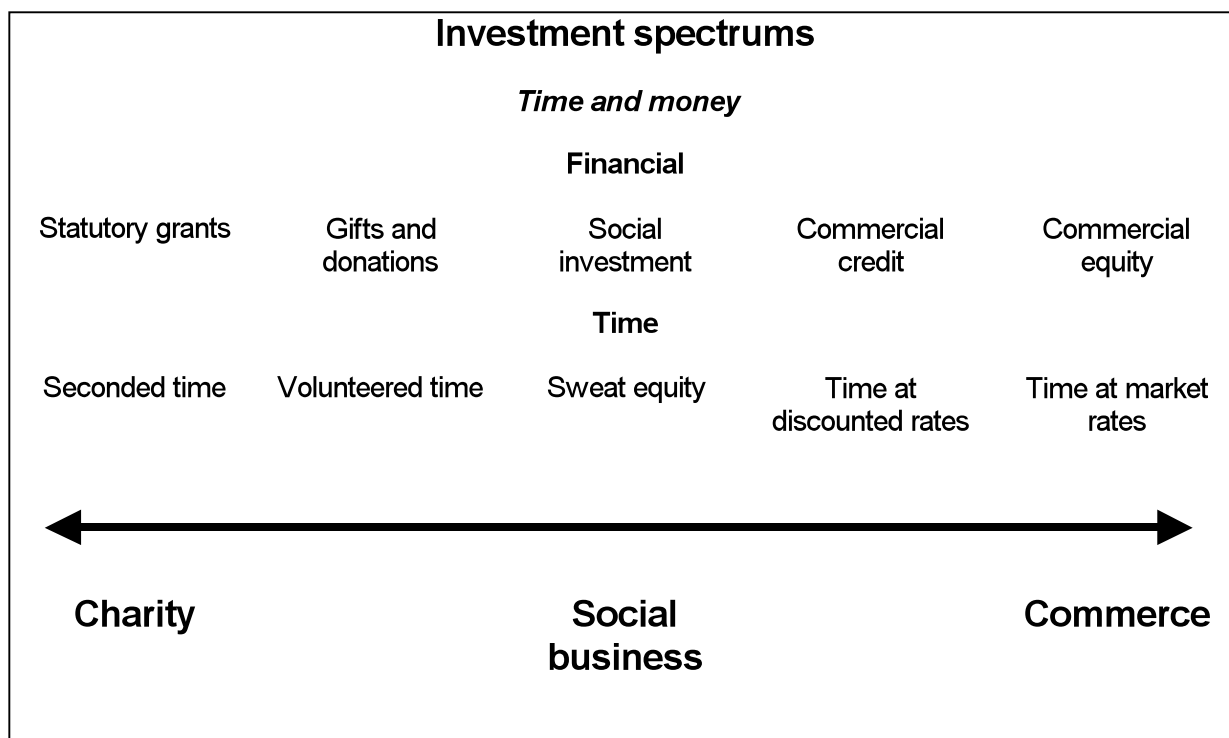 Investment spectrums
Time and money
Financial
Statutory grants
Gifts and
donations
Social
investment
Commercial
credit
Commercial
equity
Time
Seconded time
Volunteered time
Sweat equity
Time at
discounted rates
Time at market
rates
Charity
Social
business
Commerce